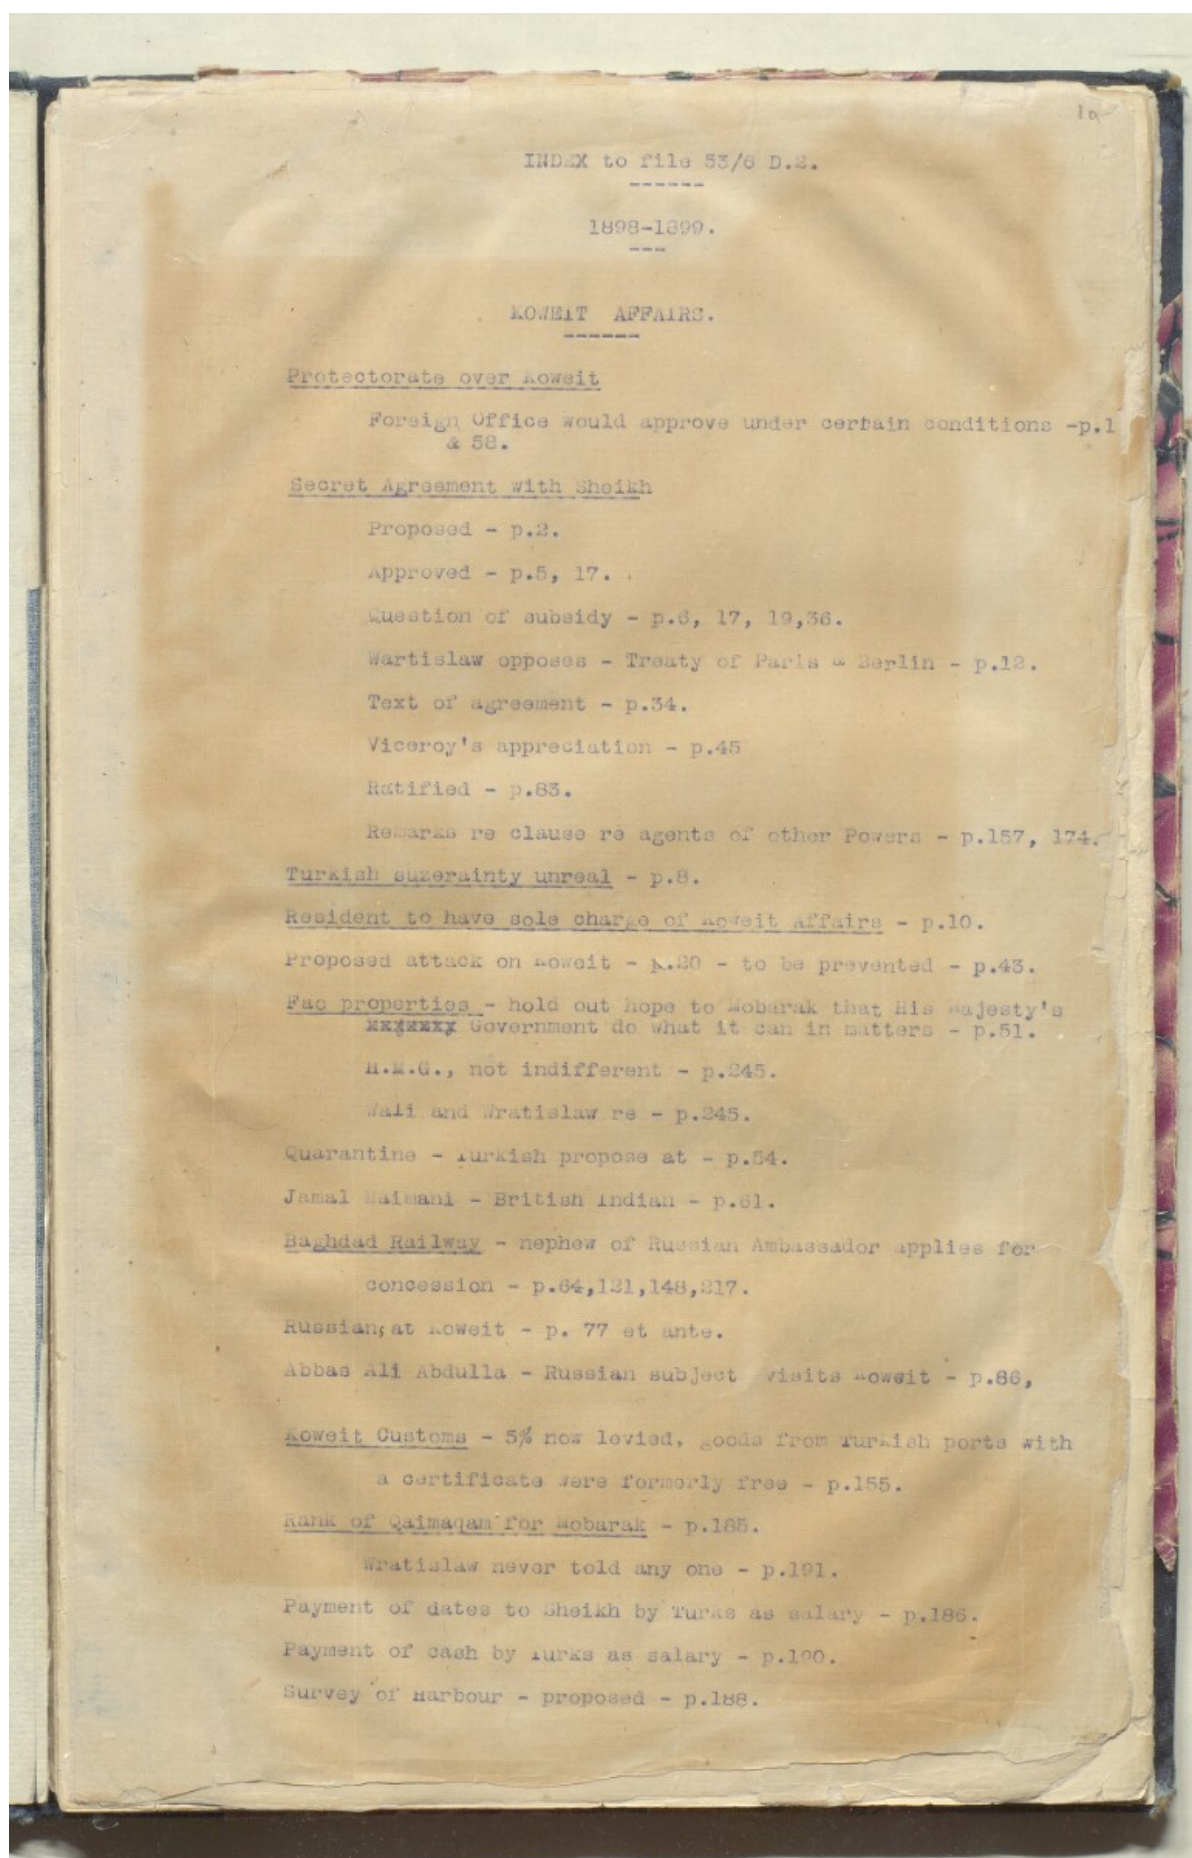 1a
INDEX to file 53/6 D.2.
------
1898-1899.
---
KOWEIT AFFAIRS.
------
Protectorate over Koweit
Foreign Office would approve under certain conditions -p.1
& 58.
Secret Agreement with Sheikh
Proposed - p.2.
Approved - p.5, 17.
Question of subsidy - p.6, 17, 19,36.
Wartislaw opposes - Treaty of Paris & Berlin - p.12.
Text of agreement - p.34.
Viceroy's appreciation - p.45
Ratified - p.83.
Remarks re clause re agents of other Powers - p.157, 174.
Turkish suzerainty unreal - p.8.
Resident to have sole charge of Koweit Affairs - p.10.
Proposed attack on Koweit - p.20 - to be prevented - p.43.
Fao properties - hold out hope to Mobarak that His Majesty's
Government do what it can in matters - p.51.
H.M.G., not indifferent - p.245.
Wali and Wratislaw re - p.245.
Quarantine - Turkish propose at - p.54.
Jamal Maimani - British Indian - p.61.
Baghdad Railway - nephew of Russian Ambassador applies for
concession - p.64,121,148,217.
Russian; at Koweit - p. 77 et ante.
Abbas Ali Abdulla - Russian subject visits Koweit - p.86,
Koweit Customs - 5% now levied, goods from Turkish ports with
a certificate were formerly free - p.155.
Rank of Qaimaqam for Mobarak - p.185.
Wratislaw never told any one - p.191.
Payment of dates to Sheikh by Turks as salary - p.186.
Payment of cash by Turks as salary - p.190.
Survey of Harbour - proposed - p.188.